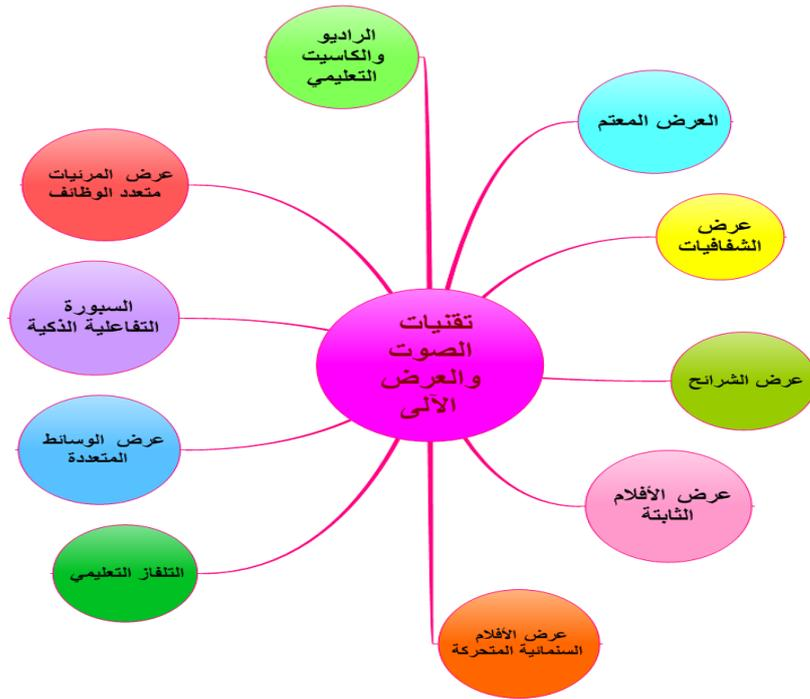 تقنيات
الصوت
والعرض
الآلى
الراديو
والكاسيت
التعليمي
العرض المعتم
عرض
الشفافيات
عرض الشرائح
عرض الأفلام
الثابتة
عرض الأفلام
السنمائية المتحركة
التلفاز التعليمي
عرض الوسائط
المتعددة
السبورة
التفاعلية الذكية
عرض المرئيات
متعدد الوظائف